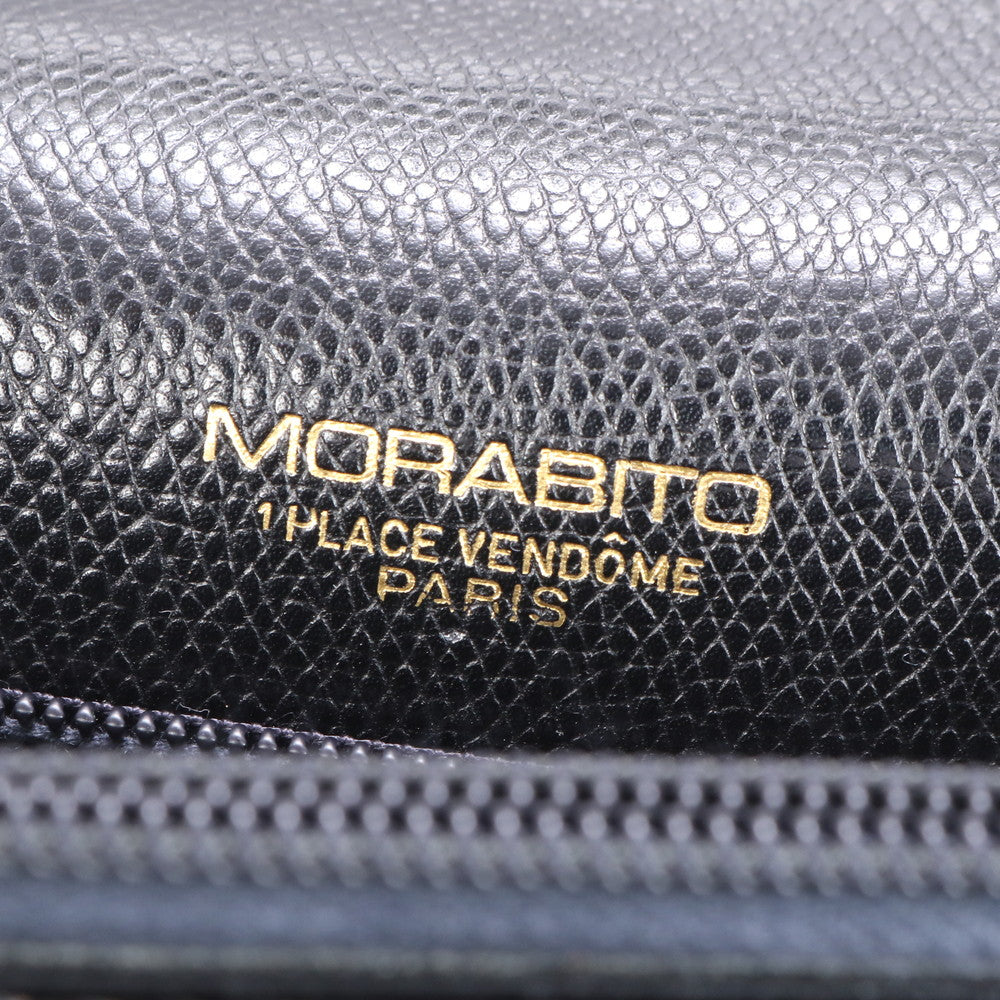 MORABITO
1 PLACE VENDÔME
PARIS